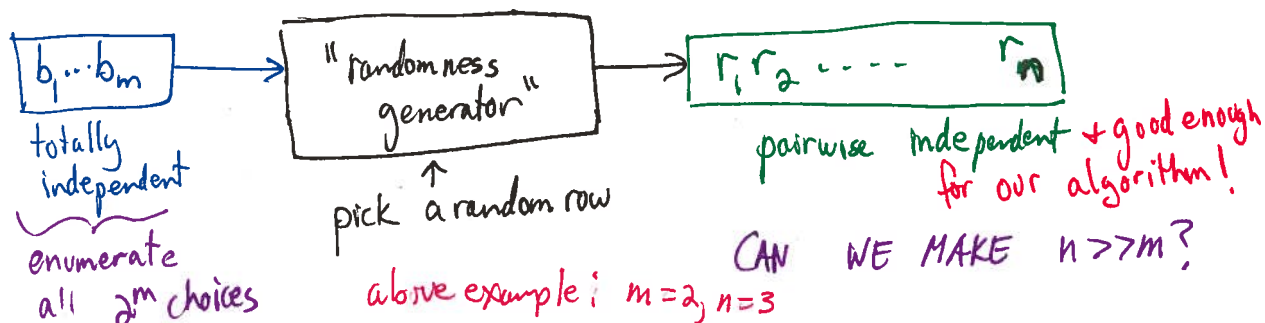 b₁...bₘ
"randomness
generator"
r₁ r₂ .... rₙ
totally
independent
pick a random row
pairwise independent + good enough
for our algorithm!
enumerate
all 2ᵐ choices
CAN WE MAKE n>>m?
above example: m=2, n=3